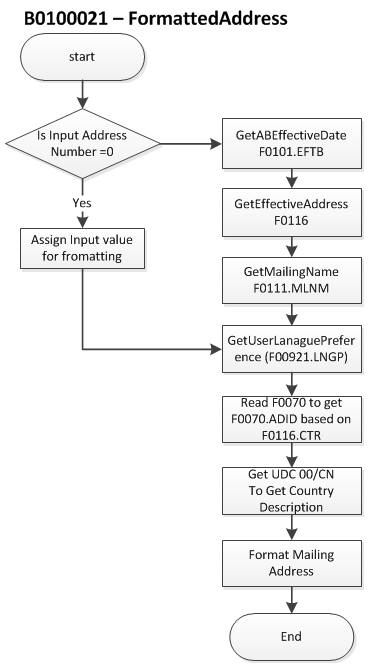 B0100021 – FormattedAddress
start
Is Input Address
Number =0
Yes
Assign Input value
for fromatting
GetABEffectiveDate
F0101.EFTB
GetEffectiveAddress
F0116
GetMailingName
F0111.MLNM
GetUserLanaguePrefer
ence (F00921.LNGP)
Read F0070 to get
F0070.ADID based on
F0116.CTR
Get UDC 00/CN
To Get Country
Description
Format Mailing
Address
End